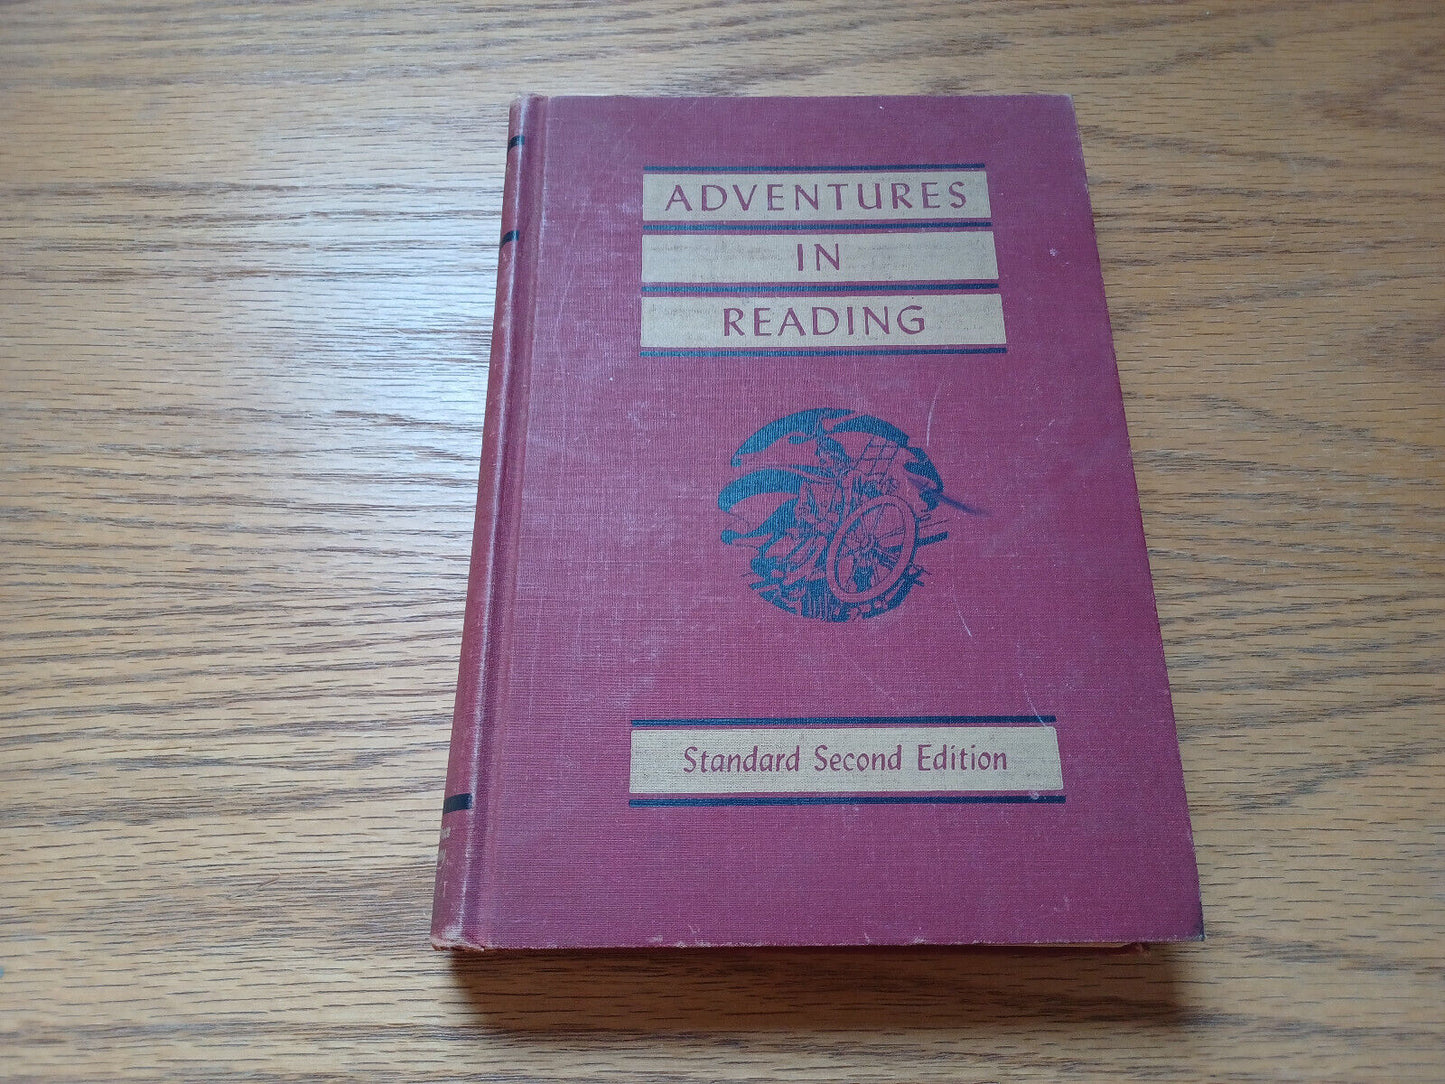 ADVENTURES
IN
READING
Standard Second Edition